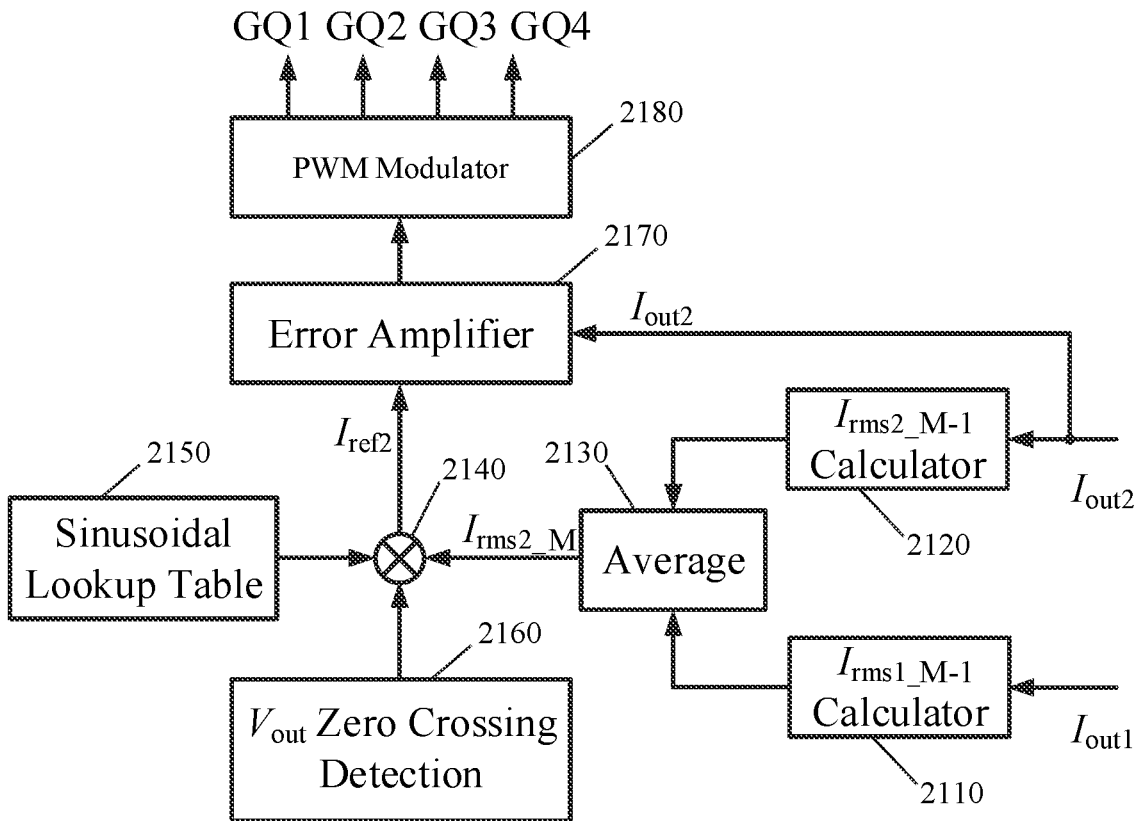 GQ1 GQ2 GQ3 GQ4
2180
PWM Modulator
2170
Error Amplifier
Iout2
Iref2
2150
2140
2130
Irms2_M-1
Calculator
Iout2
2120
Sinusoidal
Lookup Table
Irms2_M
Average
2160
Vout Zero Crossing
Detection
Irms1_M-1
Calculator
Iout1
2110